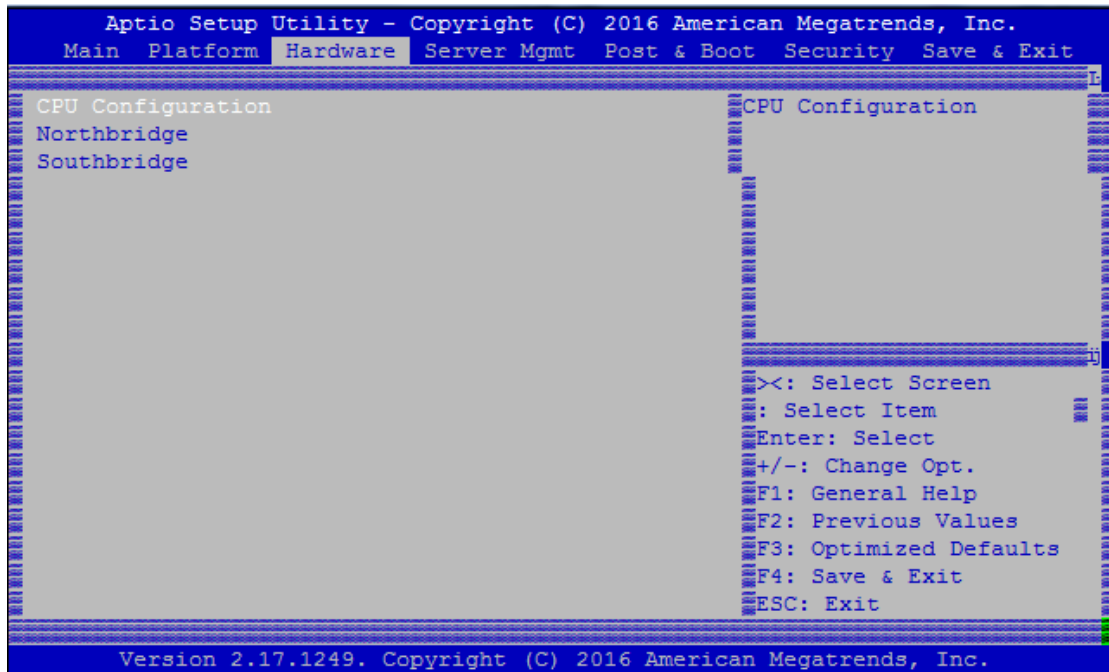 Aptio Setup Utility - Copyright (C) 2016 American Megatrends, Inc.
Main Platform Hardware Server Mgmt Post & Boot Security Save & Exit
CPU Configuration
Northbridge
Southbridge
CPU Configuration
><: Select Screen
: Select Item
Enter: Select
+/-: Change Opt.
F1: General Help
F2: Previous Values
F3: Optimized Defaults
F4: Save & Exit
ESC: Exit
Version 2.17.1249. Copyright (C) 2016 American Megatrends, Inc.